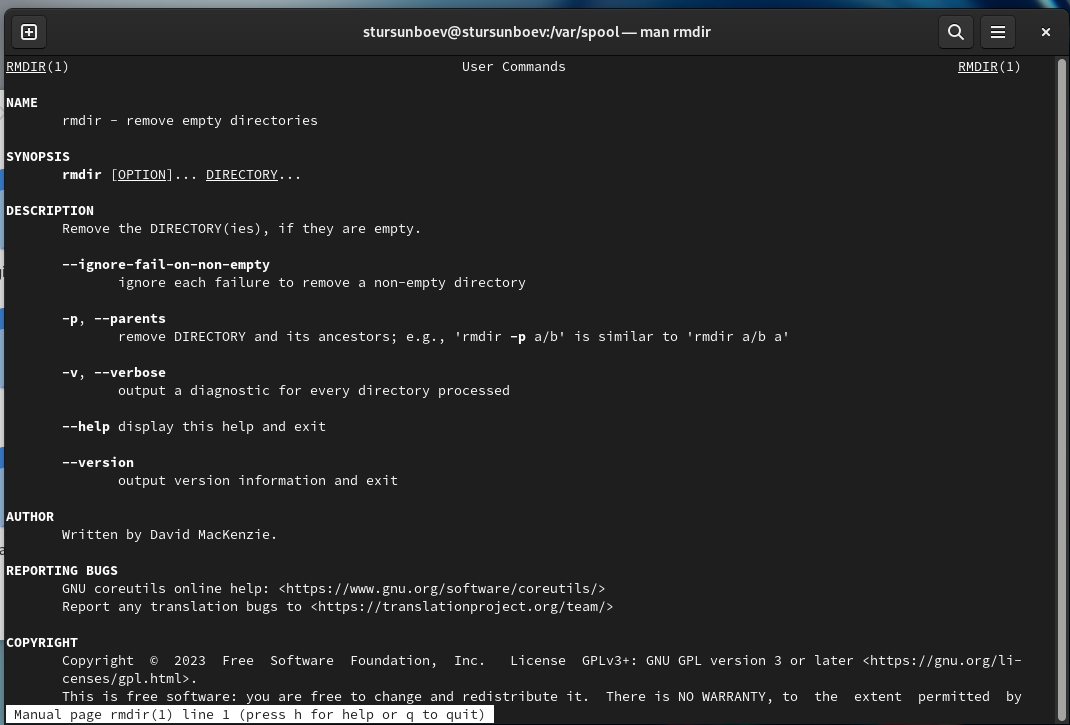 stursunboev@stursunboev:/var/spool — man rmdir
RMDIR(1) User Commands RMDIR(1)
NAME
rmdir - remove empty directories
SYNOPSIS
rmdir [OPTION]... DIRECTORY...
DESCRIPTION
Remove the DIRECTORY(ies), if they are empty.
--ignore-fail-on-non-empty
ignore each failure to remove a non-empty directory
-p, --parents
remove DIRECTORY and its ancestors; e.g., 'rmdir -p a/b' is similar to 'rmdir a/b a'
-v, --verbose
output a diagnostic for every directory processed
--help display this help and exit
--version
output version information and exit
AUTHOR
Written by David MacKenzie.
REPORTING BUGS
GNU coreutils online help: <https://www.gnu.org/software/coreutils/>
Report any translation bugs to <https://translationproject.org/team/>
COPYRIGHT
Copyright © 2023 Free Software Foundation, Inc. License GPLv3+: GNU GPL version 3 or later <https://gnu.org/li-
censes/gpl.html>.
This is free software: you are free to change and redistribute it. There is NO WARRANTY, to the extent permitted by
Manual page rmdir(1) line 1 (press h for help or q to quit)